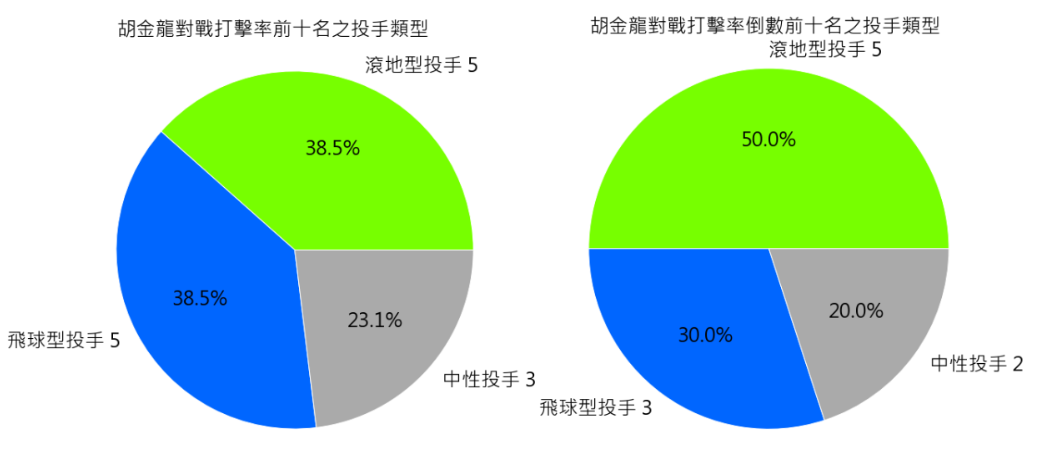 胡金龍對戰打擊率前十名之投手類型
滾地型投手 5
38.5%
38.5%
23.1%
飛球型投手 5
中性投手 3
胡金龍對戰打擊率倒數前十名之投手類型
滾地型投手 5
50.0%
30.0%
20.0%
中性投手 2
飛球型投手 3